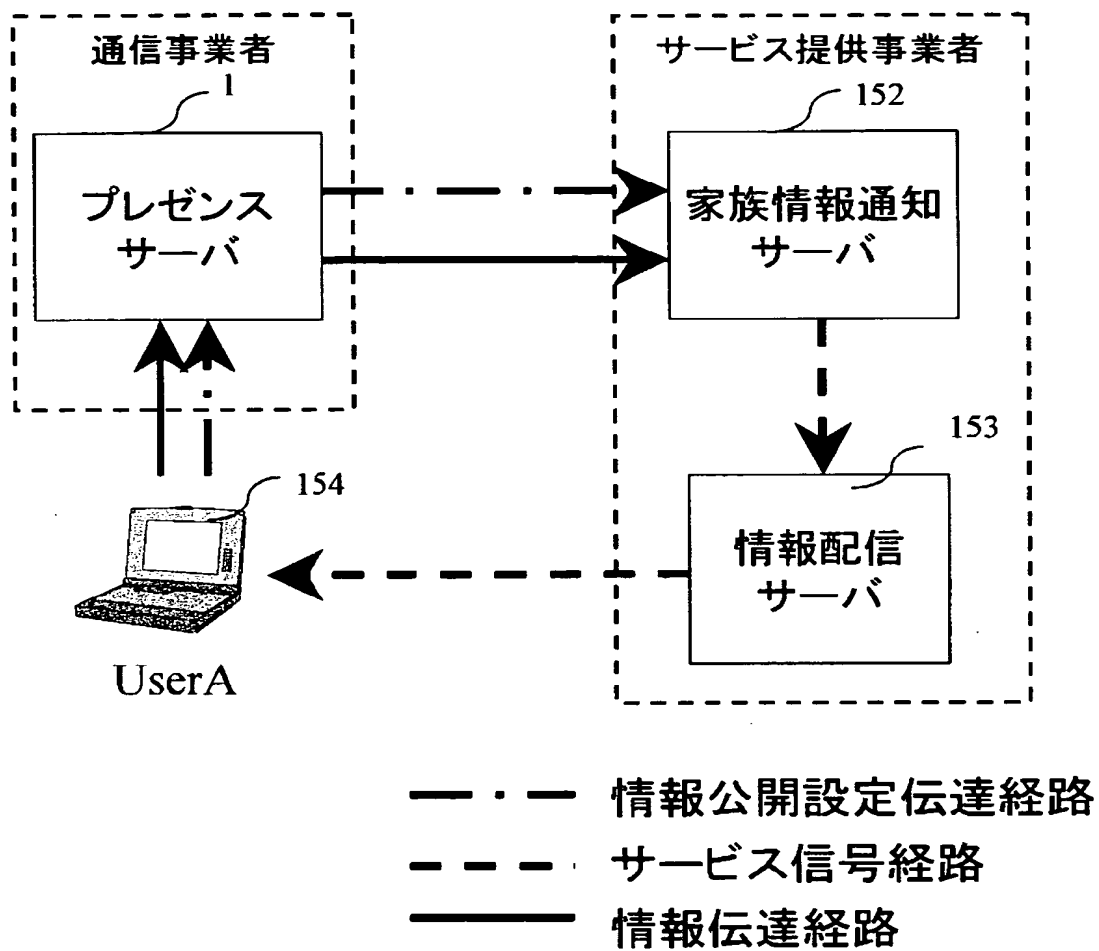 通信事業者
1
プレゼンス
サーバ
サービス提供事業者
152
家族情報通知
サーバ
153
情報配信
サーバ
154
UserA
情報公開設定伝達経路
サービス信号経路
情報伝達経路